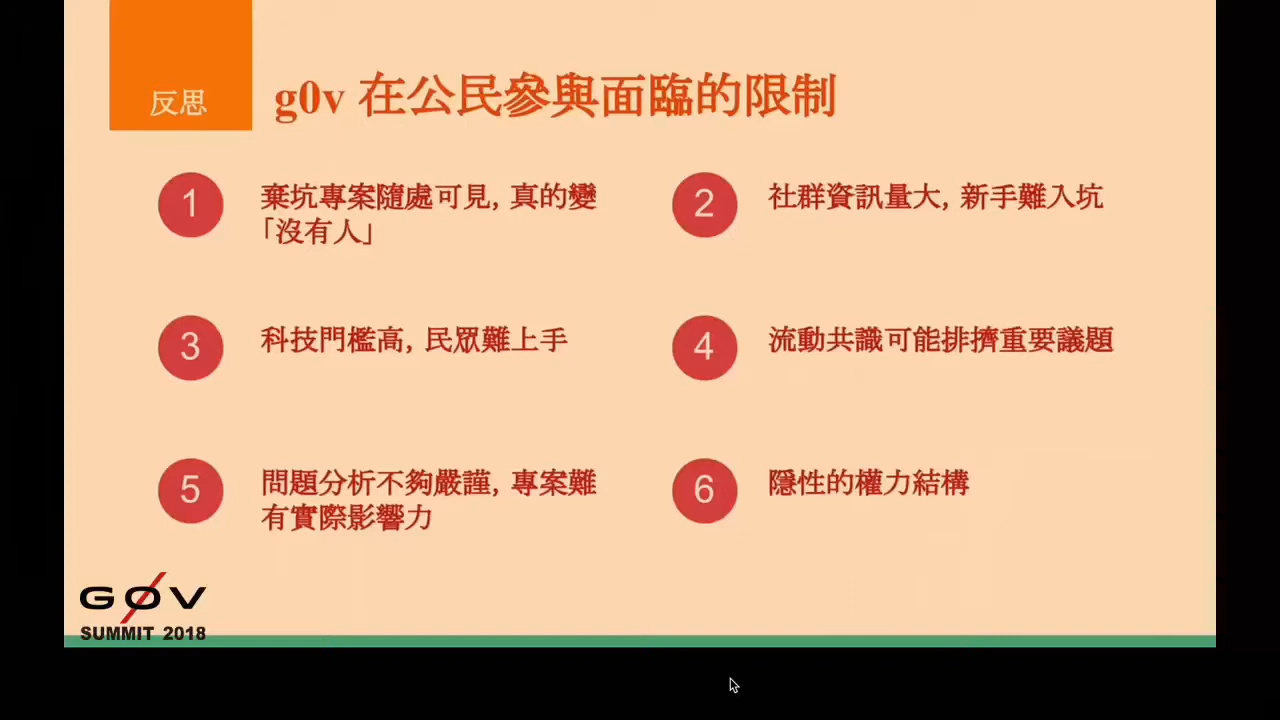 反思
g0v 在公民參與面臨的限制
1
棄坑專案隨處可見, 真的變
「沒有人」
2
社群資訊量大, 新手難入坑
3
科技門檻高, 民眾難上手
4
流動共識可能排擠重要議題
5
問題分析不夠嚴謹, 專案難
有實際影響力
6
隱性的權力結構
G0V
SUMMIT 2018